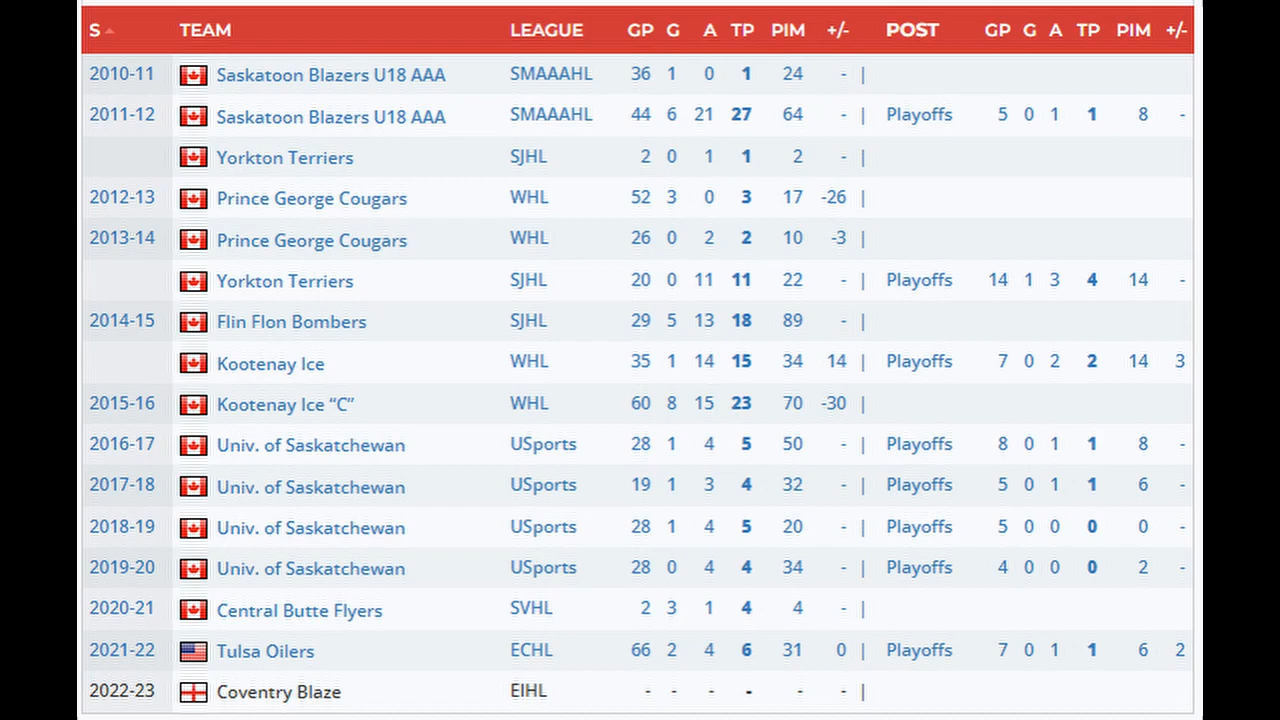 S TEAM LEAGUE GP G A TP PIM +/- POST GP G A TP PIM +/-
2010-11 Saskatoon Blazers U18 AAA SMAAAHL 36 1 0 1 24 - |
2011-12 Saskatoon Blazers U18 AAA SMAAAHL 44 6 21 27 64 - | Playoffs 5 0 1 1 8 -
Yorkton Terriers SJHL 2 0 1 1 2 - |
2012-13 Prince George Cougars WHL 52 3 0 3 17 -26 |
2013-14 Prince George Cougars WHL 26 0 2 2 10 -3 |
Yorkton Terriers SJHL 20 0 11 11 22 - | Playoffs 14 1 3 4 14 -
2014-15 Flin Flon Bombers SJHL 29 5 13 18 89 - |
Kootenay Ice WHL 35 1 14 15 34 14 | Playoffs 7 0 2 2 14 3
2015-16 Kootenay Ice “C” WHL 60 8 15 23 70 -30 |
2016-17 Univ. of Saskatchewan USports 28 1 4 5 50 - | Playoffs 8 0 1 1 8 -
2017-18 Univ. of Saskatchewan USports 19 1 3 4 32 - | Playoffs 5 0 1 1 6 -
2018-19 Univ. of Saskatchewan USports 28 1 4 5 20 - | Playoffs 5 0 0 0 0 -
2019-20 Univ. of Saskatchewan USports 28 0 4 4 34 - | Playoffs 4 0 0 0 2 -
2020-21 Central Butte Flyers SVHL 2 3 1 4 4 - |
2021-22 Tulsa Oilers ECHL 66 2 4 6 31 0 | Playoffs 7 0 1 1 6 2
2022-23 Coventry Blaze EIHL - - - - - - |